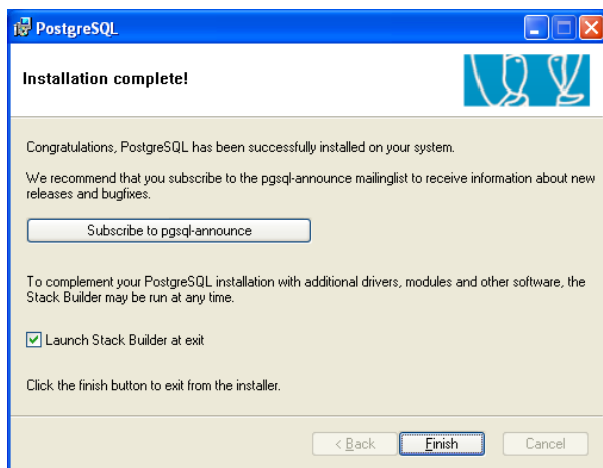 PostgreSQL
Installation complete!
Congratulations, PostgreSQL has been successfully installed on your system.
We recommend that you subscribe to the pgsql-announce mailinglist to receive information about new
releases and bugfixes.
Subscribe to pgsql-announce
To complement your PostgreSQL installation with additional drivers, modules and other software, the
Stack Builder may be run at any time.
Launch Stack Builder at exit
Click the finish button to exit from the installer.
< Back
Finish
Cancel